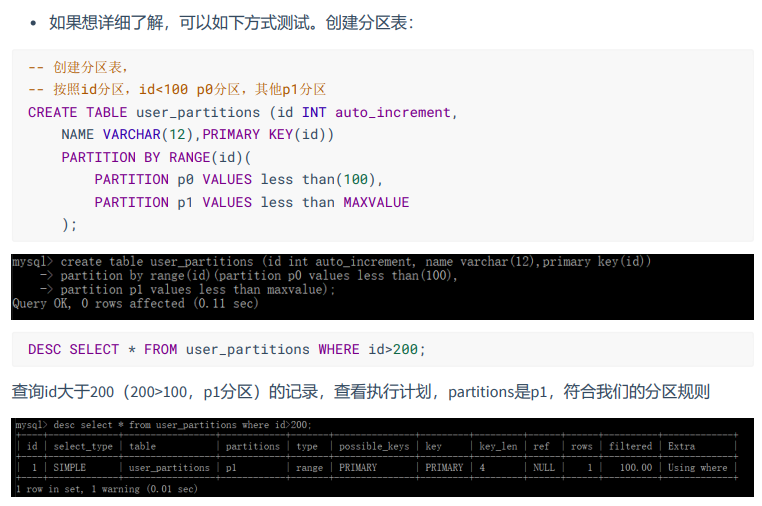 • 如果想详细了解，可以如下方式测试。创建分区表：
-- 创建分区表，
-- 按照id分区，id<100 p0分区，其他p1分区
CREATE TABLE user_partitions (id INT auto_increment,
    NAME VARCHAR(12),PRIMARY KEY(id))
    PARTITION BY RANGE(id)(
        PARTITION p0 VALUES less than(100),
        PARTITION p1 VALUES less than MAXVALUE
    );
mysql> create table user_partitions (id int auto_increment, name varchar(12),primary key(id))
    -> partition by range(id)(partition p0 values less than(100),
    -> partition p1 values less than maxvalue);
Query OK, 0 rows affected (0.11 sec)
DESC SELECT * FROM user_partitions WHERE id>200;
查询id大于200（200>100，p1分区）的记录，查看执行计划，partitions是p1，符合我们的分区规则
mysql> desc select * from user_partitions where id>200;
| id | select_type | table | partitions | type | possible_keys | key | key_len | ref | rows | filtered | Extra |
| 1 | SIMPLE | user_partitions | p1 | range | PRIMARY | PRIMARY | 4 | NULL | 1 | 100.00 | Using where |
1 row in set, 1 warning (0.01 sec)